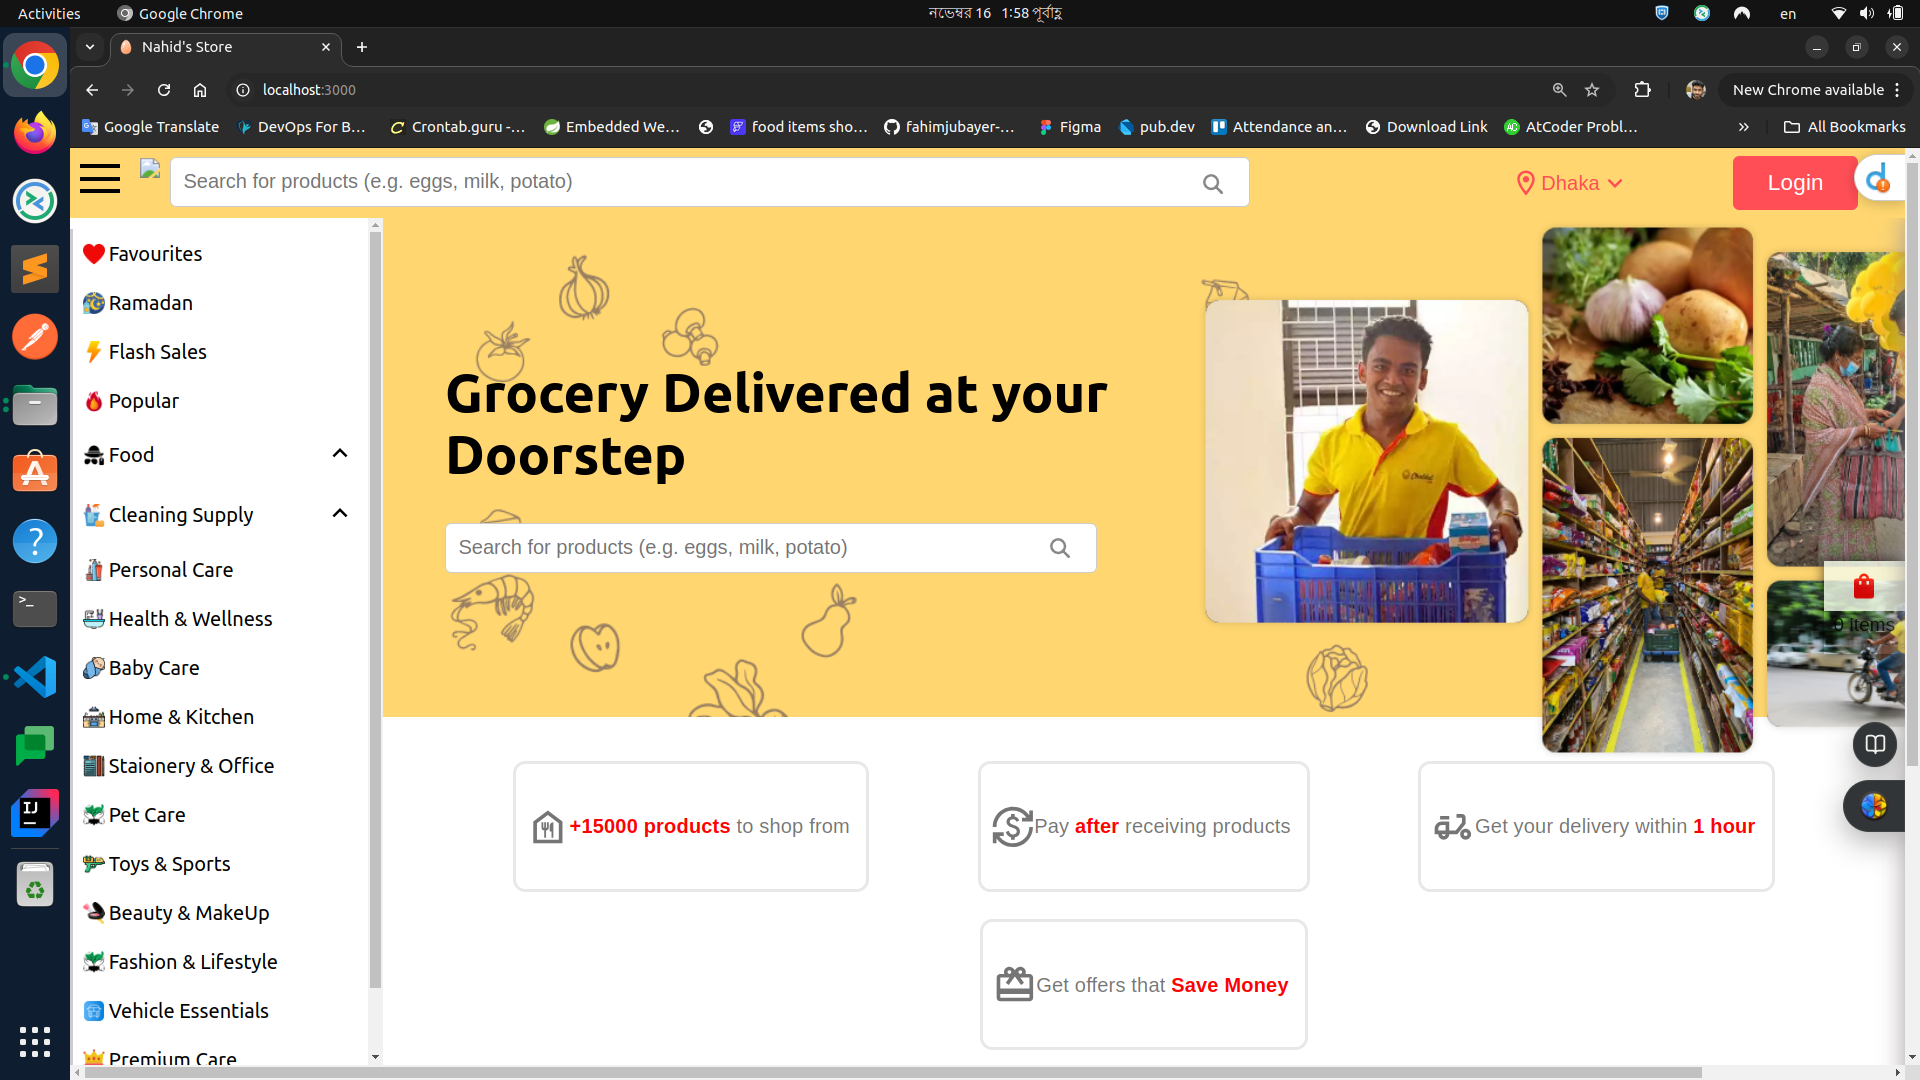 Activities
Google Chrome
নভেম্বর 16 1:58 পূর্বাহ্ণ
en
Nahid's Store
localhost:3000
New Chrome available
Google Translate
DevOps For B...
Crontab.guru -...
Embedded We...
food items sho...
fahimjubayer-...
Figma
pub.dev
Attendance an...
Download Link
AtCoder Probl...
All Bookmarks
Search for products (e.g. eggs, milk, potato)
Dhaka
Login
Favourites
Ramadan
Flash Sales
Popular
Food
Cleaning Supply
Personal Care
Health & Wellness
Baby Care
Home & Kitchen
Staionery & Office
Pet Care
Toys & Sports
Beauty & MakeUp
Fashion & Lifestyle
Vehicle Essentials
Premium Care
Grocery Delivered at your
Doorstep
Search for products (e.g. eggs, milk, potato)
0 Items
+15000 products to shop from
Pay after receiving products
Get your delivery within 1 hour
Get offers that Save Money